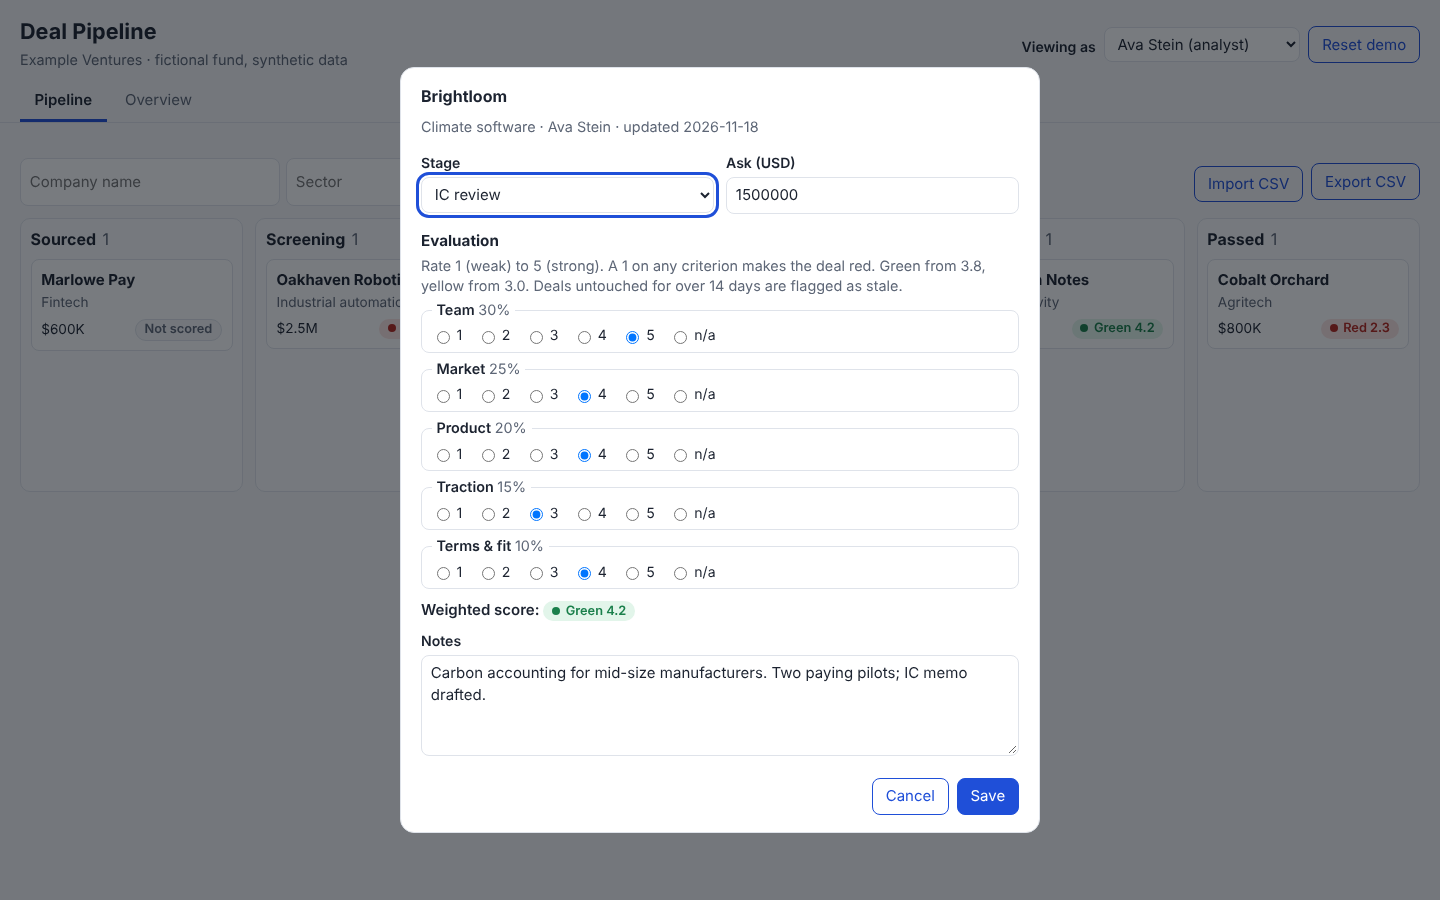 Deal Pipeline
Example Ventures · fictional fund, synthetic data
Viewing as
Ava Stein (analyst)
Reset demo
Pipeline
Overview
Company name
Sector
Import CSV
Export CSV
Sourced 1
Marlowe Pay
Fintech
$600K
Not scored
Screening 1
Oakhaven
$2.5M
Industrial
1
Notes
Green 4.2
Passed 1
Cobalt Orchard
Agritech
$800K
Red 2.3
Brightloom
Climate software · Ava Stein · updated 2026-11-18
Stage
Ask (USD)
IC review
1500000
Evaluation
Rate 1 (weak) to 5 (strong). A 1 on any criterion makes the deal red. Green from 3.8,
yellow from 3.0. Deals untouched for over 14 days are flagged as stale.
Team 30%
1 2 3 4 5 n/a
Market 25%
1 2 3 4 5 n/a
Product 20%
1 2 3 4 5 n/a
Traction 15%
1 2 3 4 5 n/a
Terms & fit 10%
1 2 3 4 5 n/a
Weighted score: Green 4.2
Notes
Carbon accounting for mid-size manufacturers. Two paying pilots; IC memo
drafted.
Cancel
Save